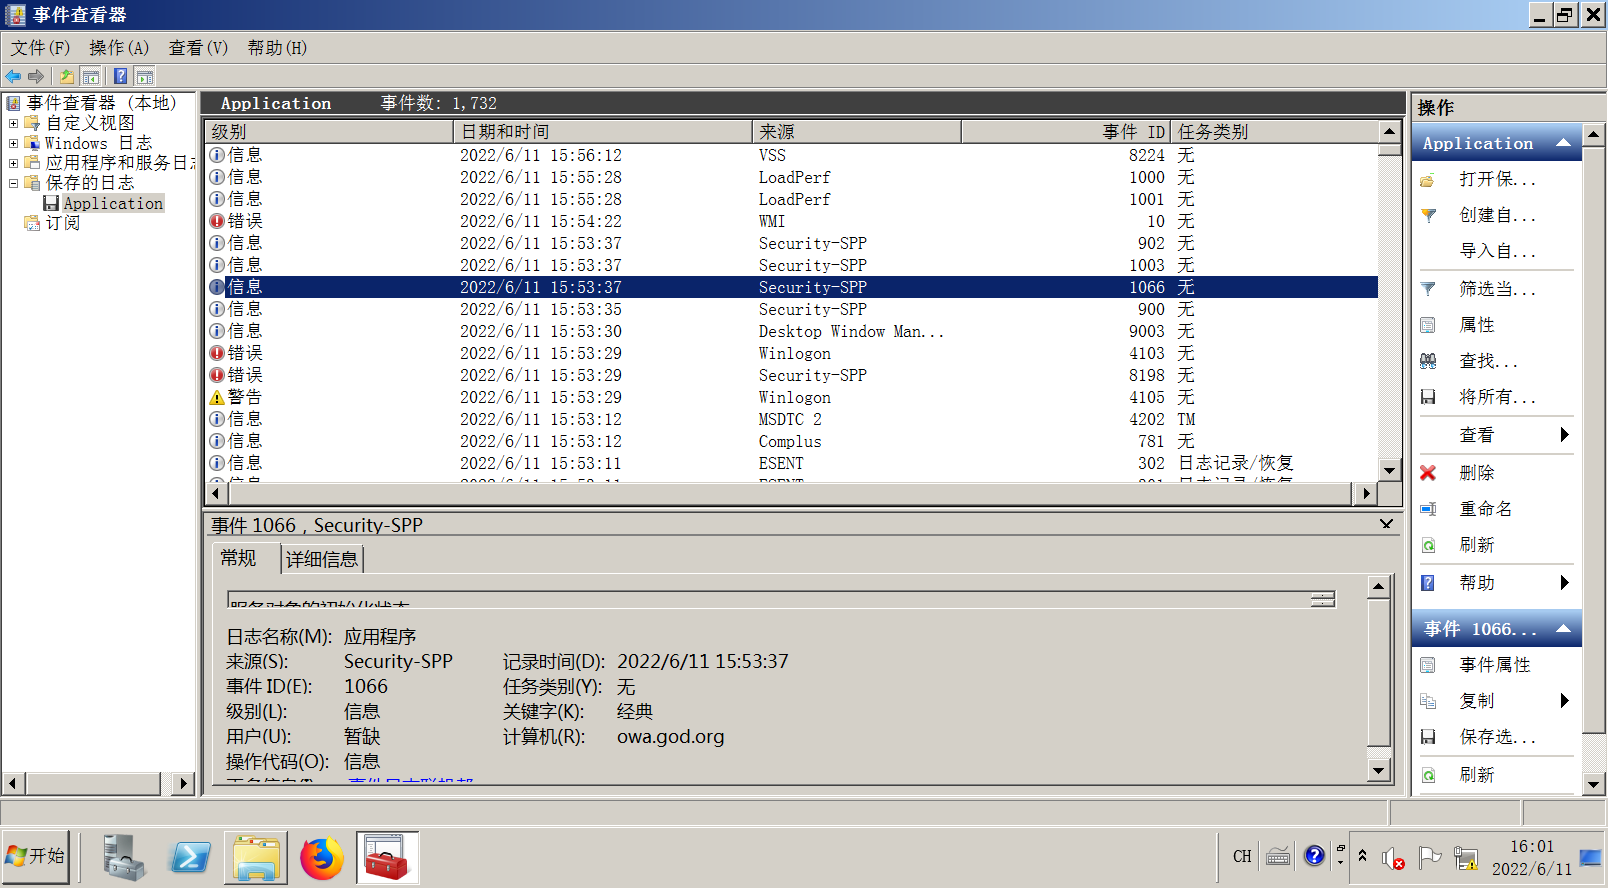 事件查看器
文件(F) 操作(A) 查看(V) 帮助(H)
事件查看器 (本地)
自定义视图
Windows 日志
应用程序和服务日志
保存的日志
Application
订阅
Application 事件数: 1,732
级别 日期和时间 来源 事件 ID 任务类别
信息 2022/6/11 15:56:12 VSS 8224 无
信息 2022/6/11 15:55:28 LoadPerf 1000 无
信息 2022/6/11 15:55:28 LoadPerf 1001 无
错误 2022/6/11 15:54:22 WMI 10 无
信息 2022/6/11 15:53:37 Security-SPP 902 无
信息 2022/6/11 15:53:37 Security-SPP 1003 无
信息 2022/6/11 15:53:37 Security-SPP 1066 无
信息 2022/6/11 15:53:35 Security-SPP 900 无
信息 2022/6/11 15:53:30 Desktop Window Man... 9003 无
错误 2022/6/11 15:53:29 Winlogon 4103 无
错误 2022/6/11 15:53:29 Security-SPP 8198 无
警告 2022/6/11 15:53:29 Winlogon 4105 无
信息 2022/6/11 15:53:12 MSDTC 2 4202 TM
信息 2022/6/11 15:53:12 Complus 781 无
信息 2022/6/11 15:53:11 ESENT 302 日志记录/恢复
事件 1066，Security-SPP
常规 详细信息
服务对象的初始化状态
日志名称(M): 应用程序
来源(S): Security-SPP 记录时间(D): 2022/6/11 15:53:37
事件 ID(E): 1066 任务类别(Y): 无
级别(L): 信息 关键字(K): 经典
用户(U): 暂缺 计算机(R): owa.god.org
操作代码(O): 信息
操作
Application
打开保...
创建自...
导入自...
筛选当...
属性
查找...
将所有...
查看
删除
重命名
刷新
帮助
事件 1066...
事件属性
复制
保存选...
刷新
开始
CH
16:01
2022/6/11